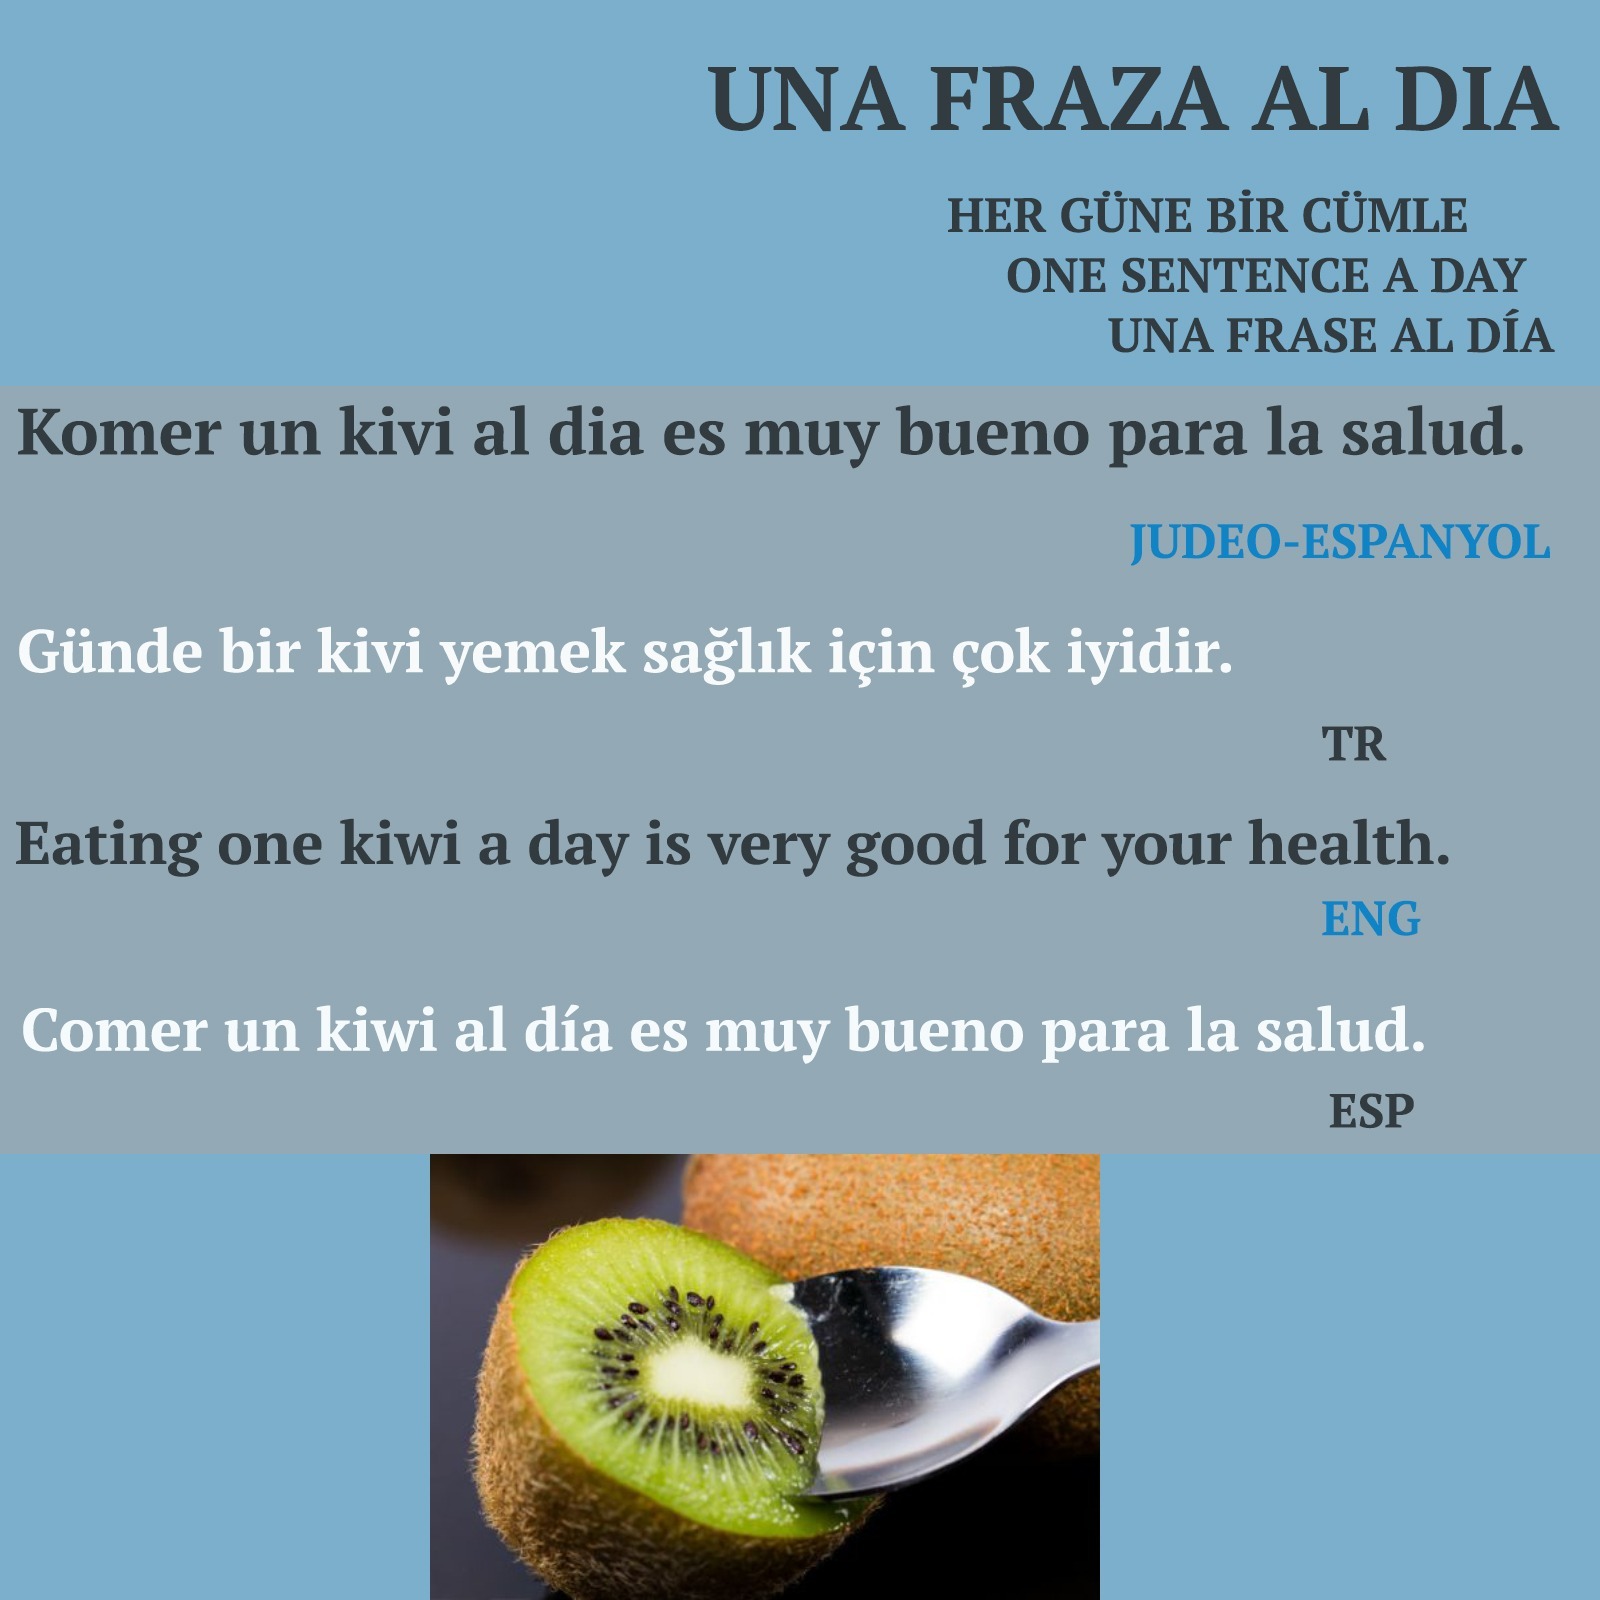 UNA FRAZA AL DIA
HER GÜNE BİR CÜMLE
ONE SENTENCE A DAY
UNA FRASE AL DÍA
Komer un kivi al dia es muy bueno para la salud.
JUDEO-ESPANYOL
Günde bir kivi yemek sağlık için çok iyidir.
TR
Eating one kiwi a day is very good for your health.
ENG
Comer un kiwi al día es muy bueno para la salud.
ESP